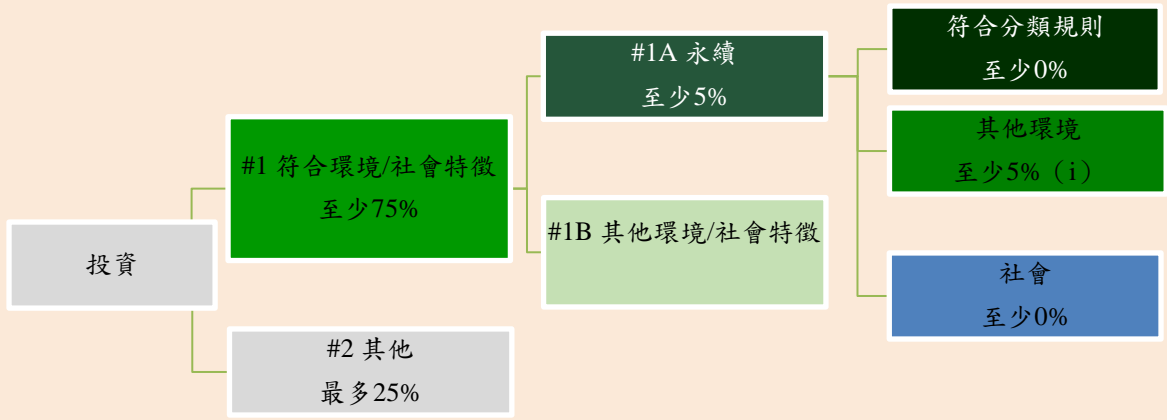 投資
#1 符合環境/社會特徵
至少75%
#2 其他
最多25%
#1A 永續
至少5%
#1B 其他環境/社會特徵
符合分類規則
至少0%
其他環境
至少5%（i）
社會
至少0%